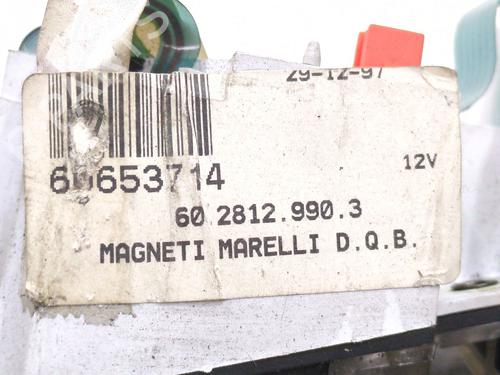 29-12-97
60653714
12V
60.2812.990.3
MAGNETI MARELLI D.Q.B.